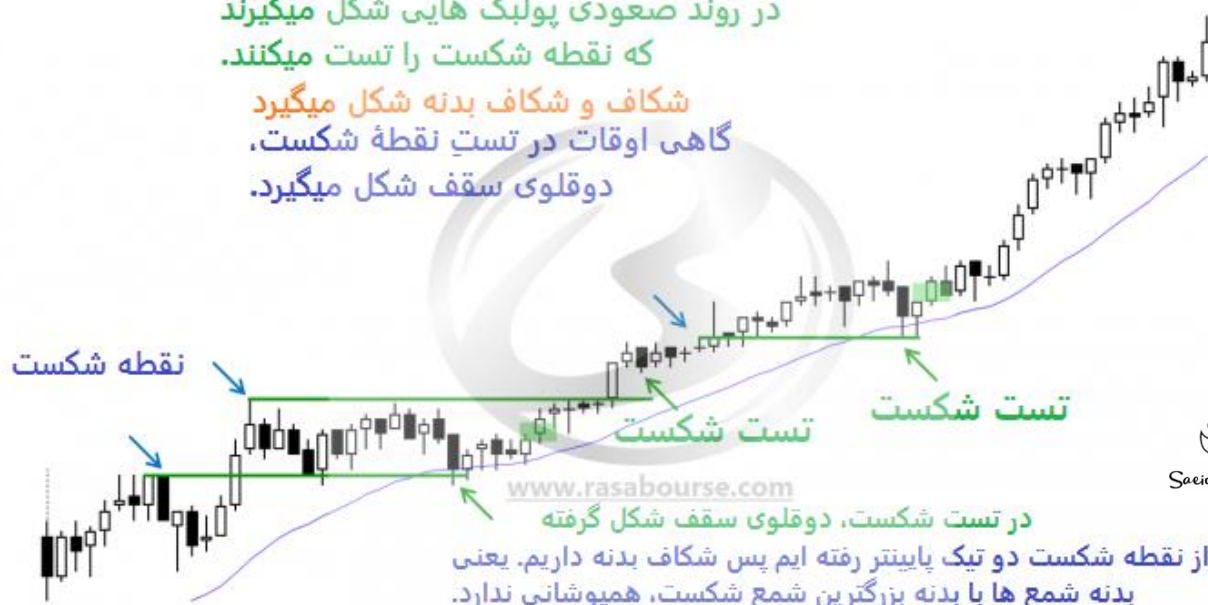 در روند صعودی پولبک هایی شکل میگیرند
که نقطه شکست را تست میکنند.
شکاف و شکاف بدنه شکل میگیرد
گاهی اوقات در تستِ نقطۀ شکست،
دوقلوی سقف شکل میگیرد.
نقطه شکست
تست شکست
تست شکست
www.rasabourse.com
در تست شکست، دوقلوی سقف شکل گرفته
از نقطه شکست دو تیک پایینتر رفته ایم پس شکاف بدنه داریم. یعنی
بدنه شمع ها با بدنه بزرگترین شمع شکست، همپوشانی ندارد.